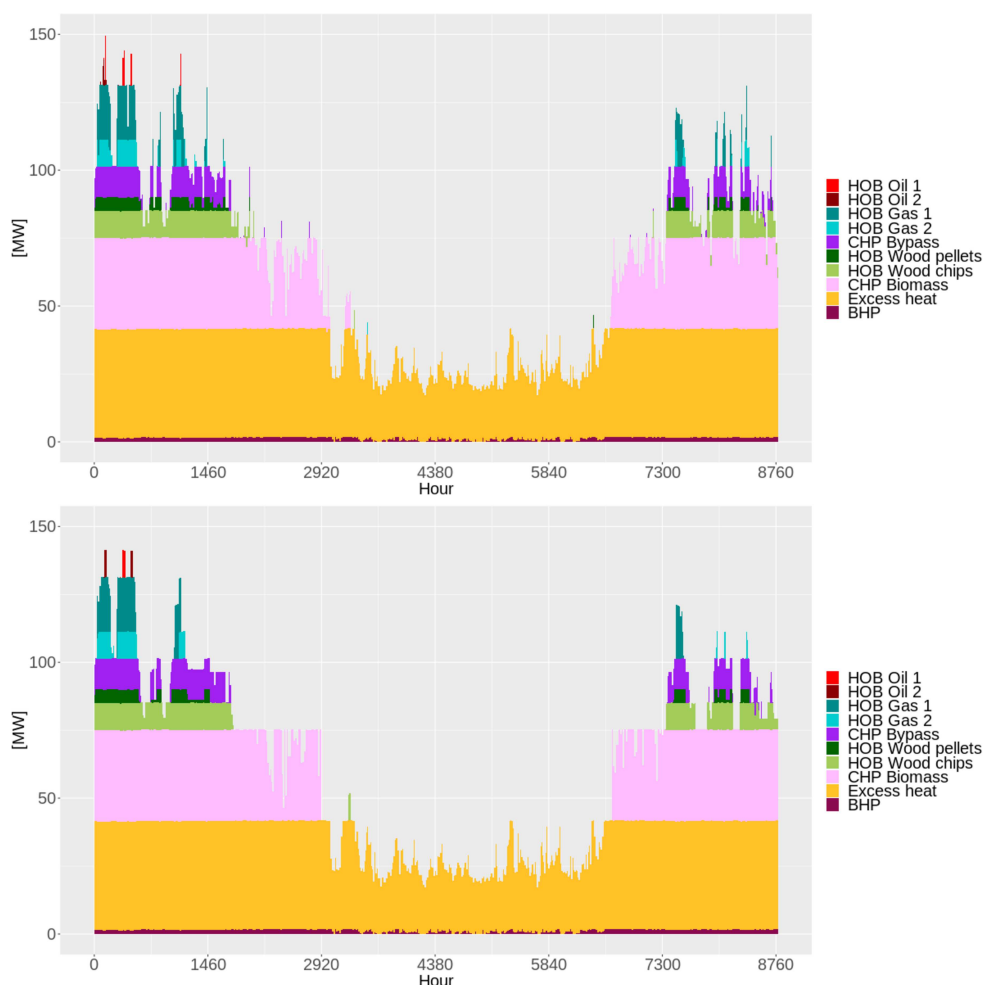 150
100
50
0
[MW]
0 1460 2920 4380 5840 7300 8760
Hour
HOB Oil 1
HOB Oil 2
HOB Gas 1
HOB Gas 2
CHP Bypass
HOB Wood pellets
HOB Wood chips
CHP Biomass
Excess heat
BHP
150
100
50
0
[MW]
0 1460 2920 4380 5840 7300 8760
Hour
HOB Oil 1
HOB Oil 2
HOB Gas 1
HOB Gas 2
CHP Bypass
HOB Wood pellets
HOB Wood chips
CHP Biomass
Excess heat
BHP